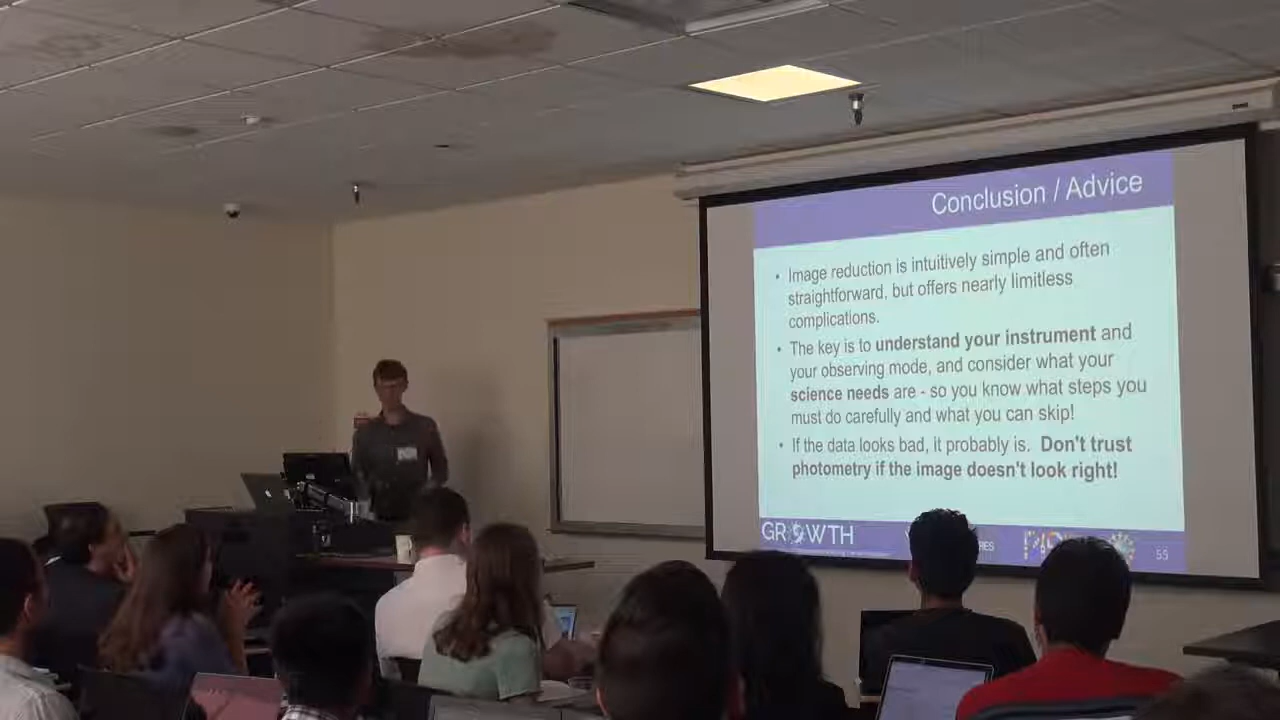 Conclusion / Advice
• Image reduction is intuitively simple and often
straightforward, but offers nearly limitless
complications.
• The key is to understand your instrument and
your observing mode, and consider what your
science needs are - so you know what steps you
must do carefully and what you can skip!
• If the data looks bad, it probably is. Don't trust
photometry if the image doesn't look right!
GROWTH
55